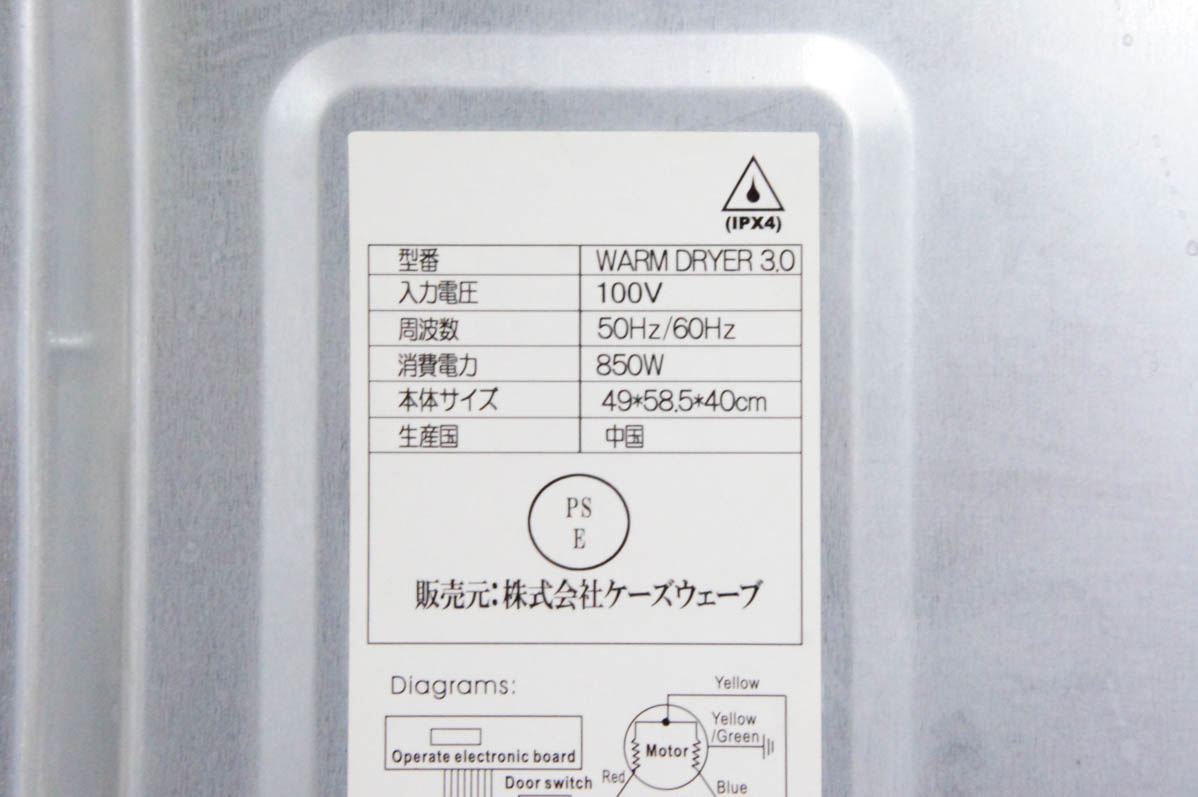 (IPX4)
型番 WARM DRYER 3.0
入力電圧 100V
周波数 50Hz/60Hz
消費電力 850W
本体サイズ 49*58.5*40cm
生産国 中国
PS
E
販売元:株式会社ケーズウェーブ
Diagrams:
Yellow
Yellow
/Green
Motor
Operate electronic board
Red
Door switch
Blue